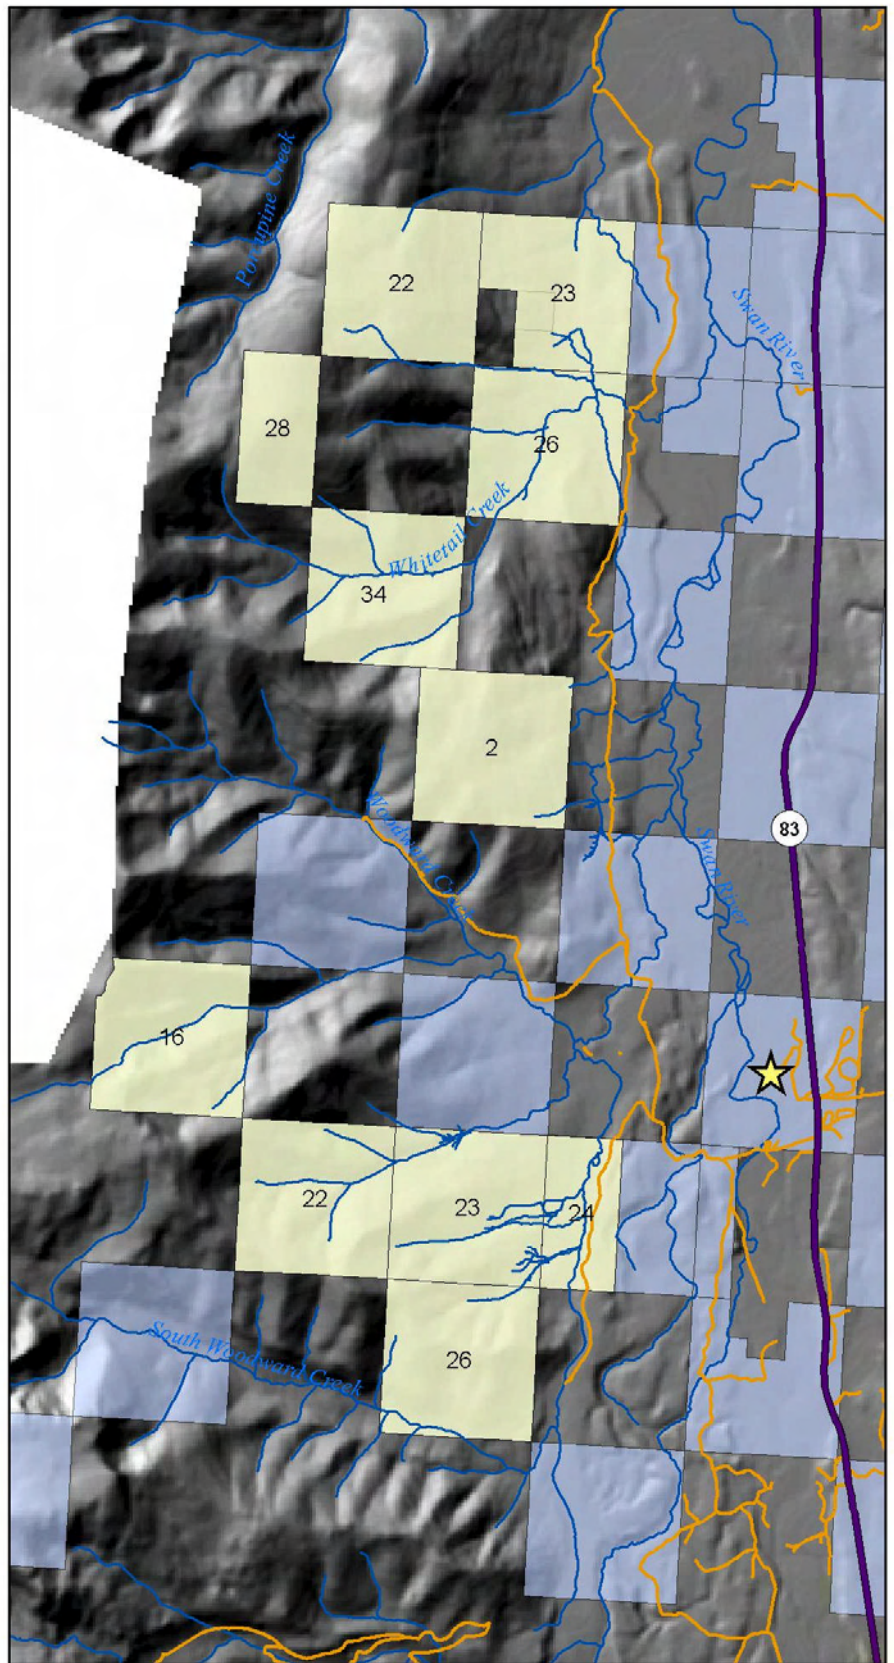 Porcupine Creek
22
23
Swan River
28
26
Whitetail Creek
34
2
83
Woodward Creek
Swan River
16
22
23
24
26
South Woodward Creek